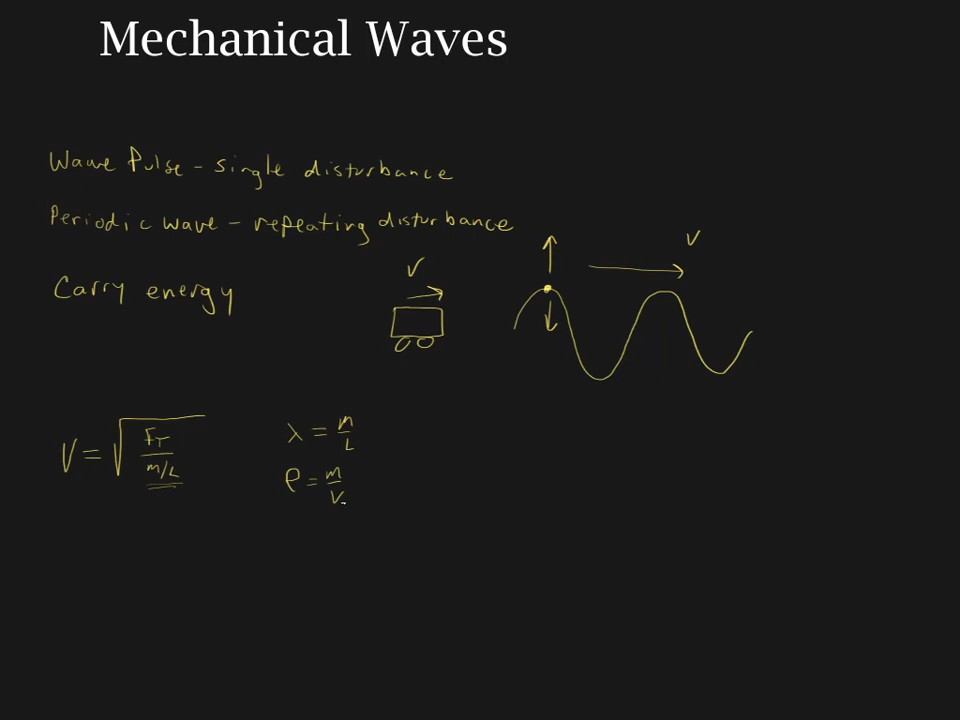 Mechanical Waves
Wave Pulse - single disturbance
Periodic wave - repeating disturbance
Carry energy
V
V
V = √(F_T / (m/L))
λ = m/L
ρ = m/V